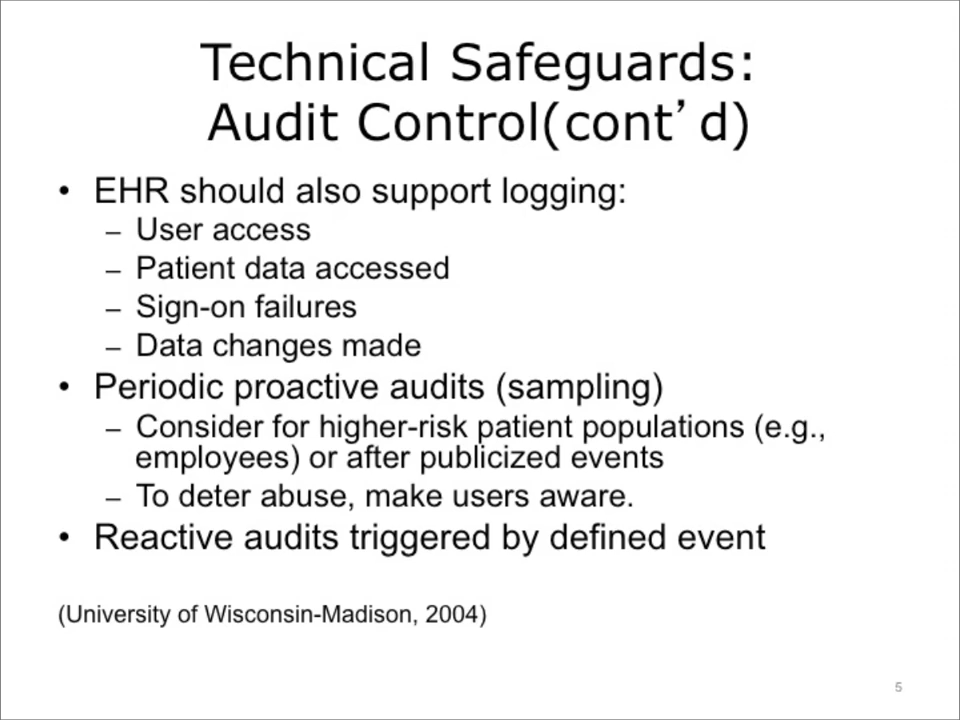 Technical Safeguards:
Audit Control(cont’d)
• EHR should also support logging:
– User access
– Patient data accessed
– Sign-on failures
– Data changes made
• Periodic proactive audits (sampling)
– Consider for higher-risk patient populations (e.g.,
employees) or after publicized events
– To deter abuse, make users aware.
• Reactive audits triggered by defined event
(University of Wisconsin-Madison, 2004)
5